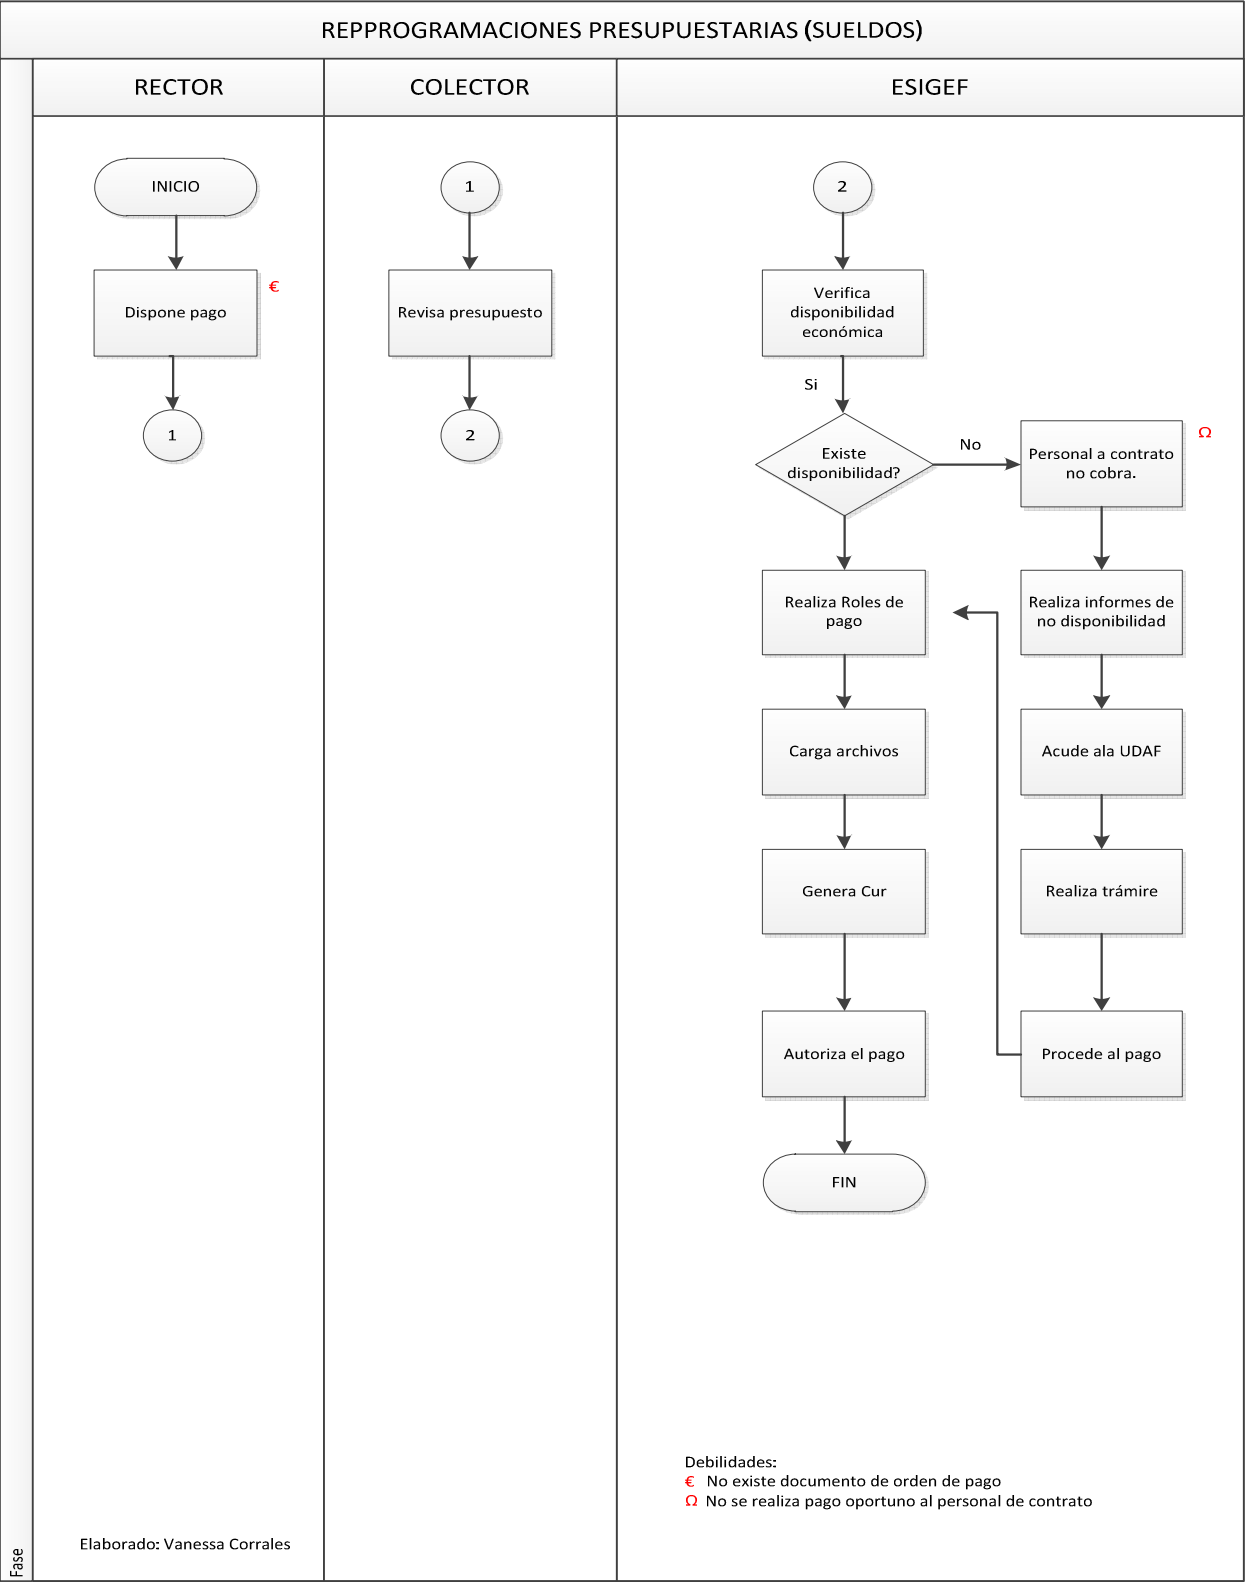 REPPROGRAMACIONES PRESUPUESTARIAS (SUELDOS)
RECTOR
COLECTOR
ESIGEF
INICIO
Dispone pago
€
1
1
Revisa presupuesto
2
2
Verifica
disponibilidad
económica
Si
Existe
disponibilidad?
No
Personal a contrato
no cobra.
Ω
Realiza Roles de
pago
Realiza informes de
no disponibilidad
Carga archivos
Acude ala UDAF
Genera Cur
Realiza trámire
Autoriza el pago
Procede al pago
FIN
Debilidades:
€ No existe documento de orden de pago
Ω No se realiza pago oportuno al personal de contrato
Elaborado: Vanessa Corrales
Fase